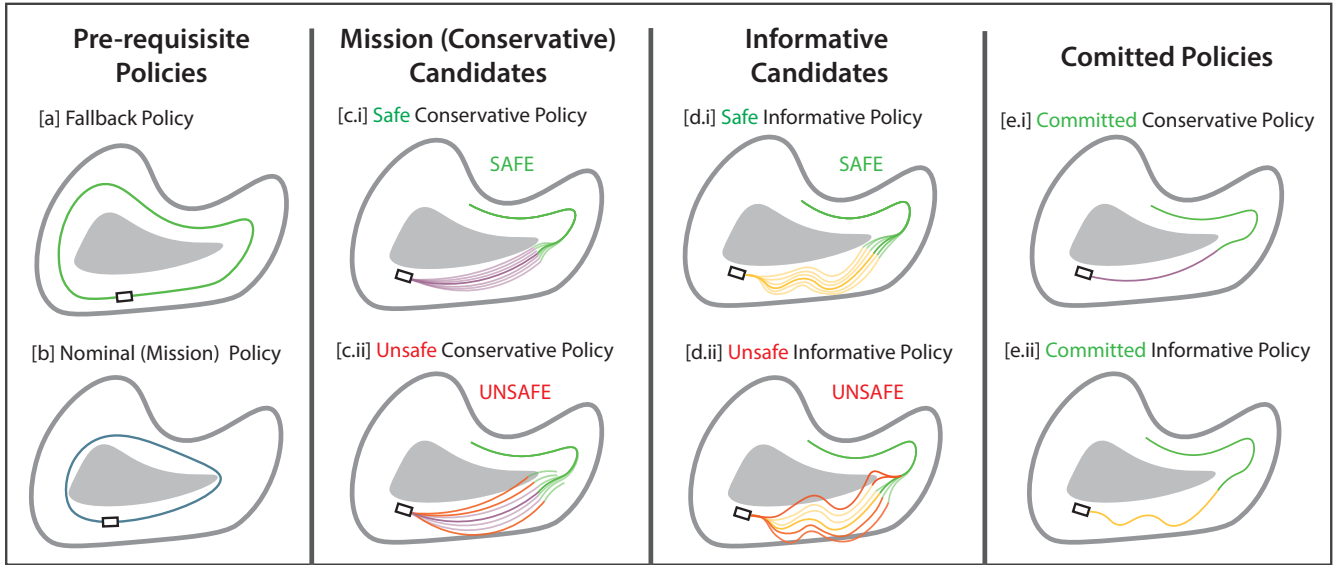 Pre-requisisite
Policies
[a] Fallback Policy
[b] Nominal (Mission) Policy
Mission (Conservative)
Candidates
[c.i] Safe Conservative Policy
SAFE
[c.ii] Unsafe Conservative Policy
UNSAFE
Informative
Candidates
[d.i] Safe Informative Policy
SAFE
[d.ii] Unsafe Informative Policy
UNSAFE
Comitted Policies
[e.i] Committed Conservative Policy
[e.ii] Committed Informative Policy